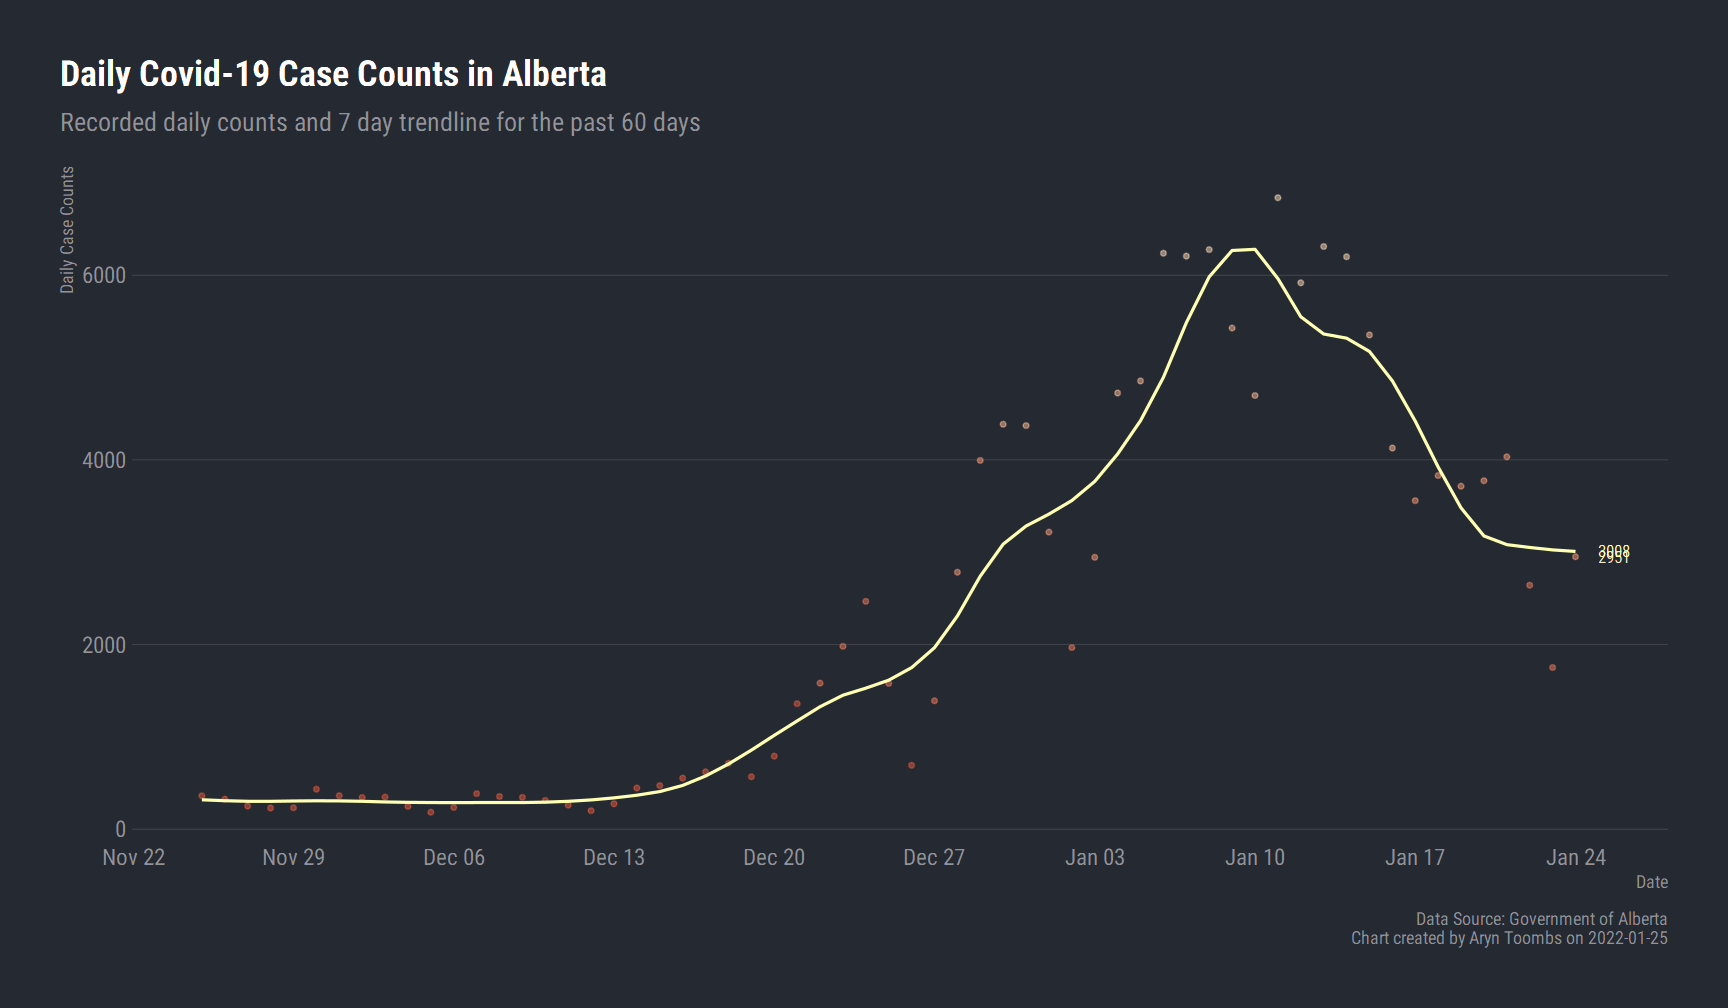 Daily Covid-19 Case Counts in Alberta
Recorded daily counts and 7 day trendline for the past 60 days
Daily Case Counts
6000
4000
2000
0
3008
2951
Nov 22 Nov 29 Dec 06 Dec 13 Dec 20 Dec 27 Jan 03 Jan 10 Jan 17 Jan 24
Date
Data Source: Government of Alberta
Chart created by Aryn Toombs on 2022-01-25